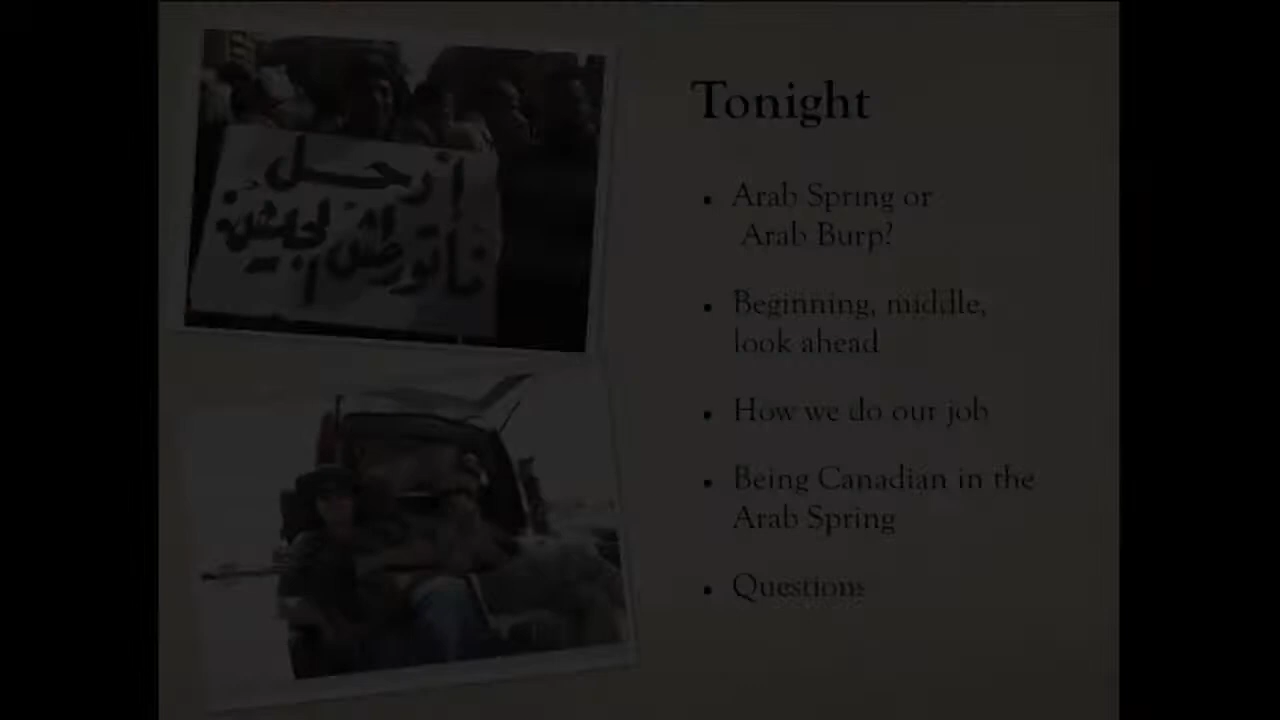 ارحل
Tonight
• Arab Spring or
Arab Burp?
• Beginning, middle,
look ahead
• How we do our job
• Being Canadian in the
Arab Spring
• Questions